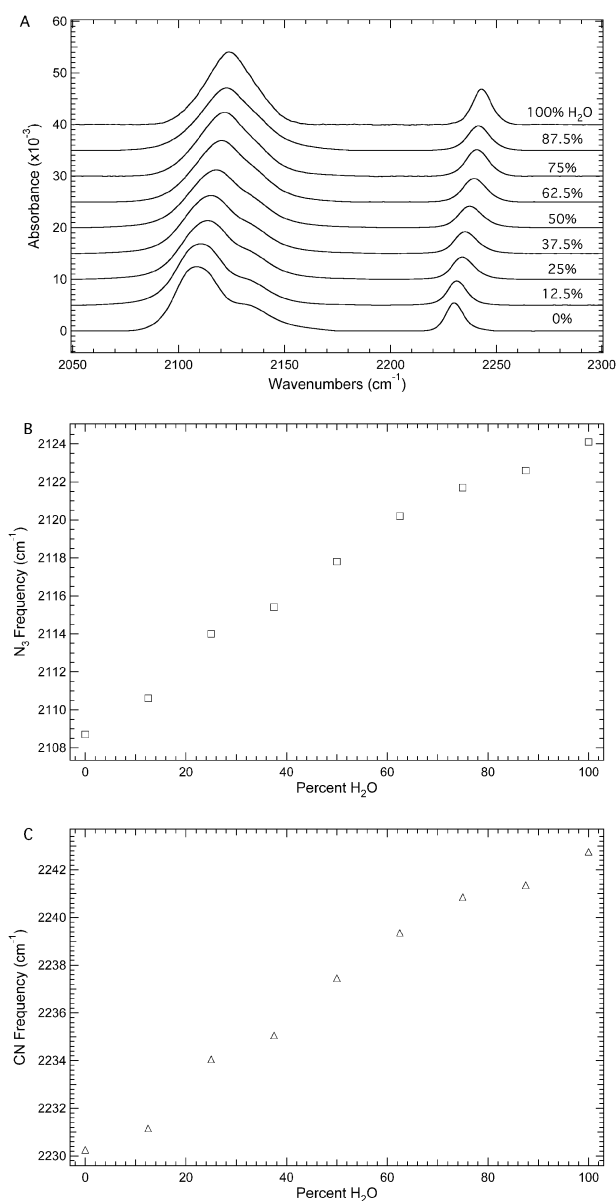 A
60
50
40
30
20
10
0
Absorbance (x10⁻³)
100% H₂O
87.5%
75%
62.5%
50%
37.5%
25%
12.5%
0%
2050 2100 2150 2200 2250 2300
Wavenumbers (cm⁻¹)
B
2124
2122
2120
2118
2116
2114
2112
2110
2108
N₃ Frequency (cm⁻¹)
0 20 40 60 80 100
Percent H₂O
C
2242
2240
2238
2236
2234
2232
2230
CN Frequency (cm⁻¹)
0 20 40 60 80 100
Percent H₂O